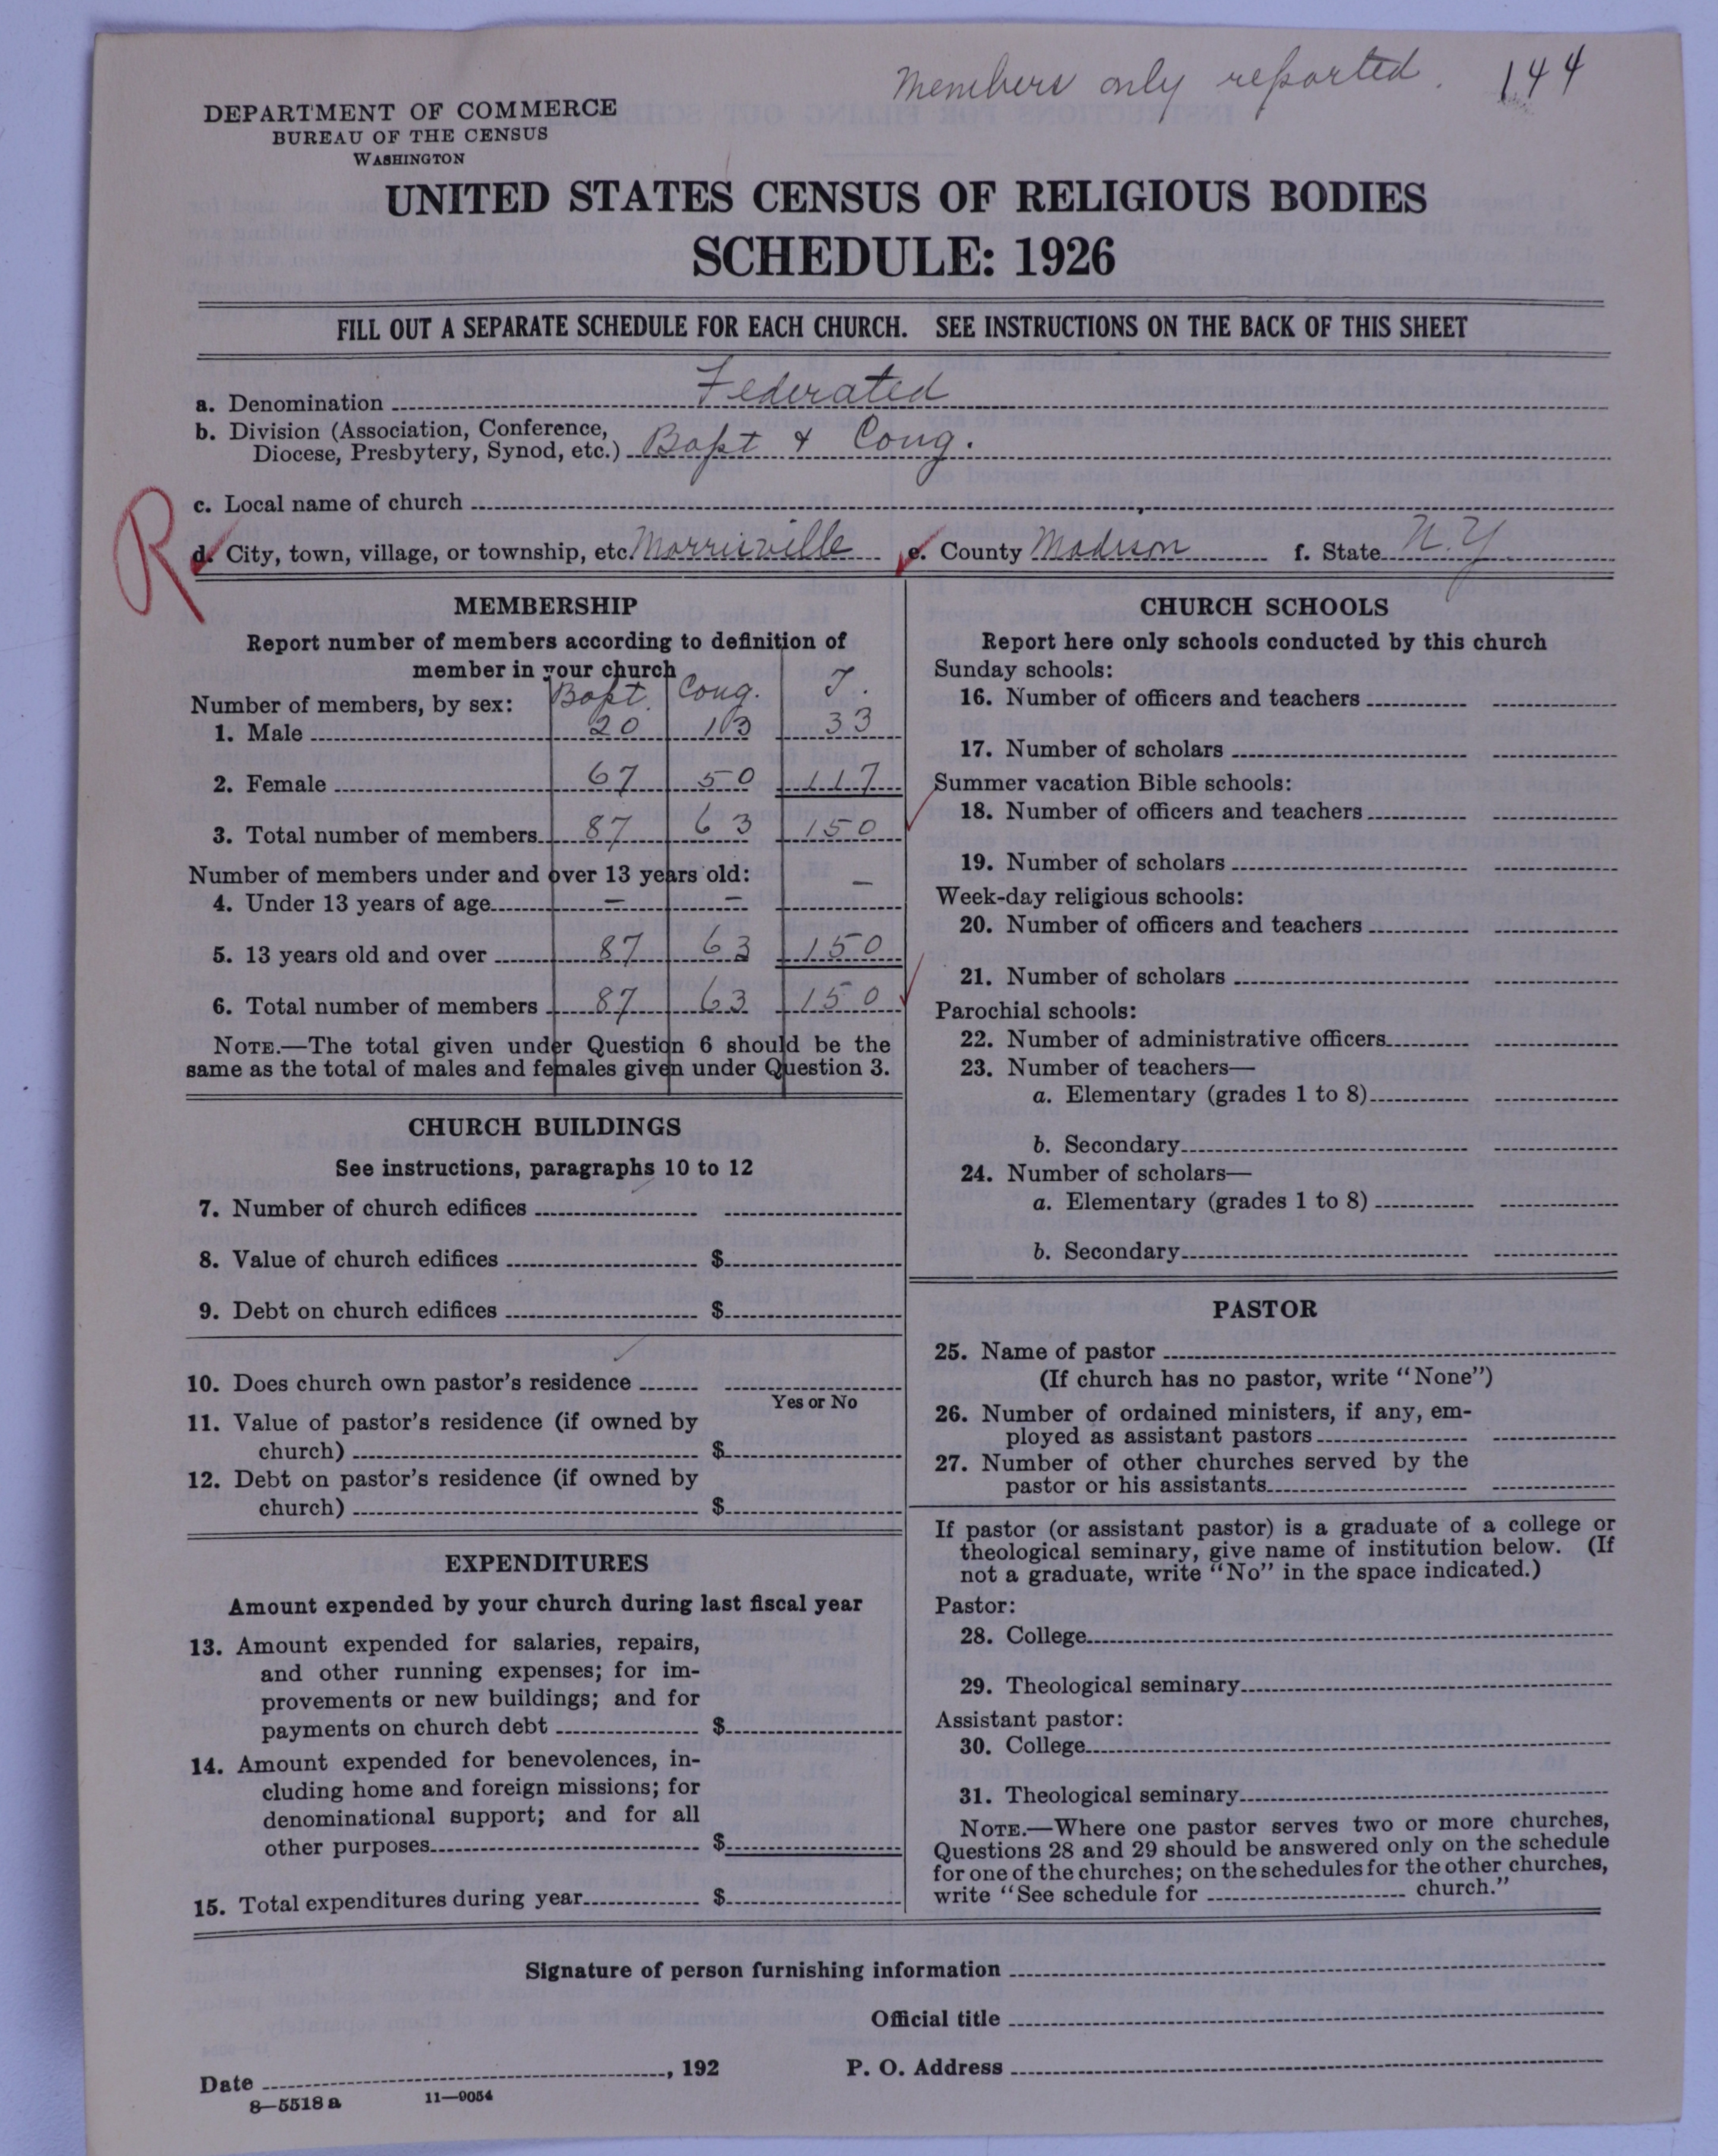 Members only reported. 144
DEPARTMENT OF COMMERCE
BUREAU OF THE CENSUS
WASHINGTON
UNITED STATES CENSUS OF RELIGIOUS BODIES
SCHEDULE: 1926
FILL OUT A SEPARATE SCHEDULE FOR EACH CHURCH. SEE INSTRUCTIONS ON THE BACK OF THIS SHEET
a. Denomination Federated
b. Division (Association, Conference,
Diocese, Presbytery, Synod, etc.) Bapt & Cong.
c. Local name of church
R
d. City, town, village, or township, etc. Morrisville e. County Madison f. State N.Y.
MEMBERSHIP
Report number of members according to definition of
member in your church
Number of members, by sex: Bapt. Cong. T.
1. Male 20 13 33
2. Female 67 50 117
3. Total number of members 87 63 150
Number of members under and over 13 years old:
4. Under 13 years of age – – –
5. 13 years old and over 87 63 150
6. Total number of members 87 63 150
NOTE.—The total given under Question 6 should be the
same as the total of males and females given under Question 3.
CHURCH BUILDINGS
See instructions, paragraphs 10 to 12
7. Number of church edifices
8. Value of church edifices $
9. Debt on church edifices $
10. Does church own pastor's residence
Yes or No
11. Value of pastor's residence (if owned by
church) $
12. Debt on pastor's residence (if owned by
church) $
EXPENDITURES
Amount expended by your church during last fiscal year
13. Amount expended for salaries, repairs,
and other running expenses; for im-
provements or new buildings; and for
payments on church debt $
14. Amount expended for benevolences, in-
cluding home and foreign missions; for
denominational support; and for all
other purposes $
15. Total expenditures during year $
CHURCH SCHOOLS
Report here only schools conducted by this church
Sunday schools:
16. Number of officers and teachers
17. Number of scholars
Summer vacation Bible schools:
18. Number of officers and teachers
19. Number of scholars
Week-day religious schools:
20. Number of officers and teachers
21. Number of scholars
Parochial schools:
22. Number of administrative officers
23. Number of teachers—
a. Elementary (grades 1 to 8)
b. Secondary
24. Number of scholars—
a. Elementary (grades 1 to 8)
b. Secondary
PASTOR
25. Name of pastor
(If church has no pastor, write "None")
26. Number of ordained ministers, if any, em-
ployed as assistant pastors
27. Number of other churches served by the
pastor or his assistants
If pastor (or assistant pastor) is a graduate of a college or
theological seminary, give name of institution below. (If
not a graduate, write "No" in the space indicated.)
Pastor:
28. College
29. Theological seminary
Assistant pastor:
30. College
31. Theological seminary
NOTE.—Where one pastor serves two or more churches,
Questions 28 and 29 should be answered only on the schedule
for one of the churches; on the schedules for the other churches,
write "See schedule for church."
Signature of person furnishing information
Official title
Date , 192 P. O. Address
8—5518 a 11—9054